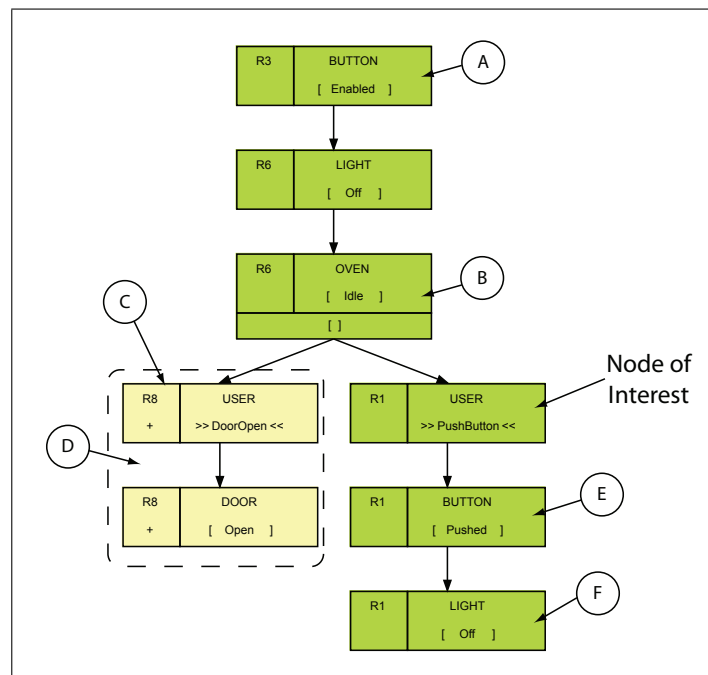 R3 BUTTON
[ Enabled ]
A
R6 LIGHT
[ Off ]
R6 OVEN
[ Idle ]
[ ]
B
C
R8 USER
+ >> DoorOpen <<
R1 USER
>> PushButton <<
Node of
Interest
D
R8 DOOR
+ [ Open ]
R1 BUTTON
[ Pushed ]
E
R1 LIGHT
[ Off ]
F